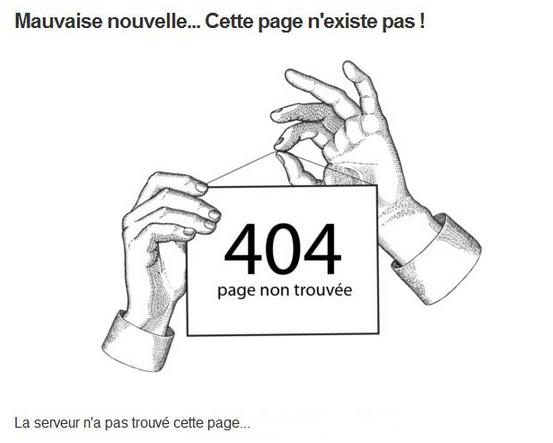 Mauvaise nouvelle... Cette page n'existe pas !
404
page non trouvée
La serveur n'a pas trouvé cette page...